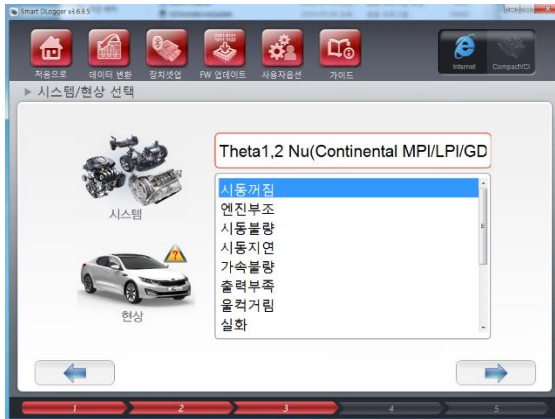 Smart DLogger v3.6.3.5
처음으로
데이터 변환
장치셋업
FW 업데이트
사용자옵션
가이드
Internet
CompactVCI
시스템/현상 선택
시스템
Theta1,2 Nu(Continental MPI/LPI/GD
시동꺼짐
엔진부조
시동불량
시동지연
가속불량
출력부족
울컥거림
실화
현상
1 2 3 4 5